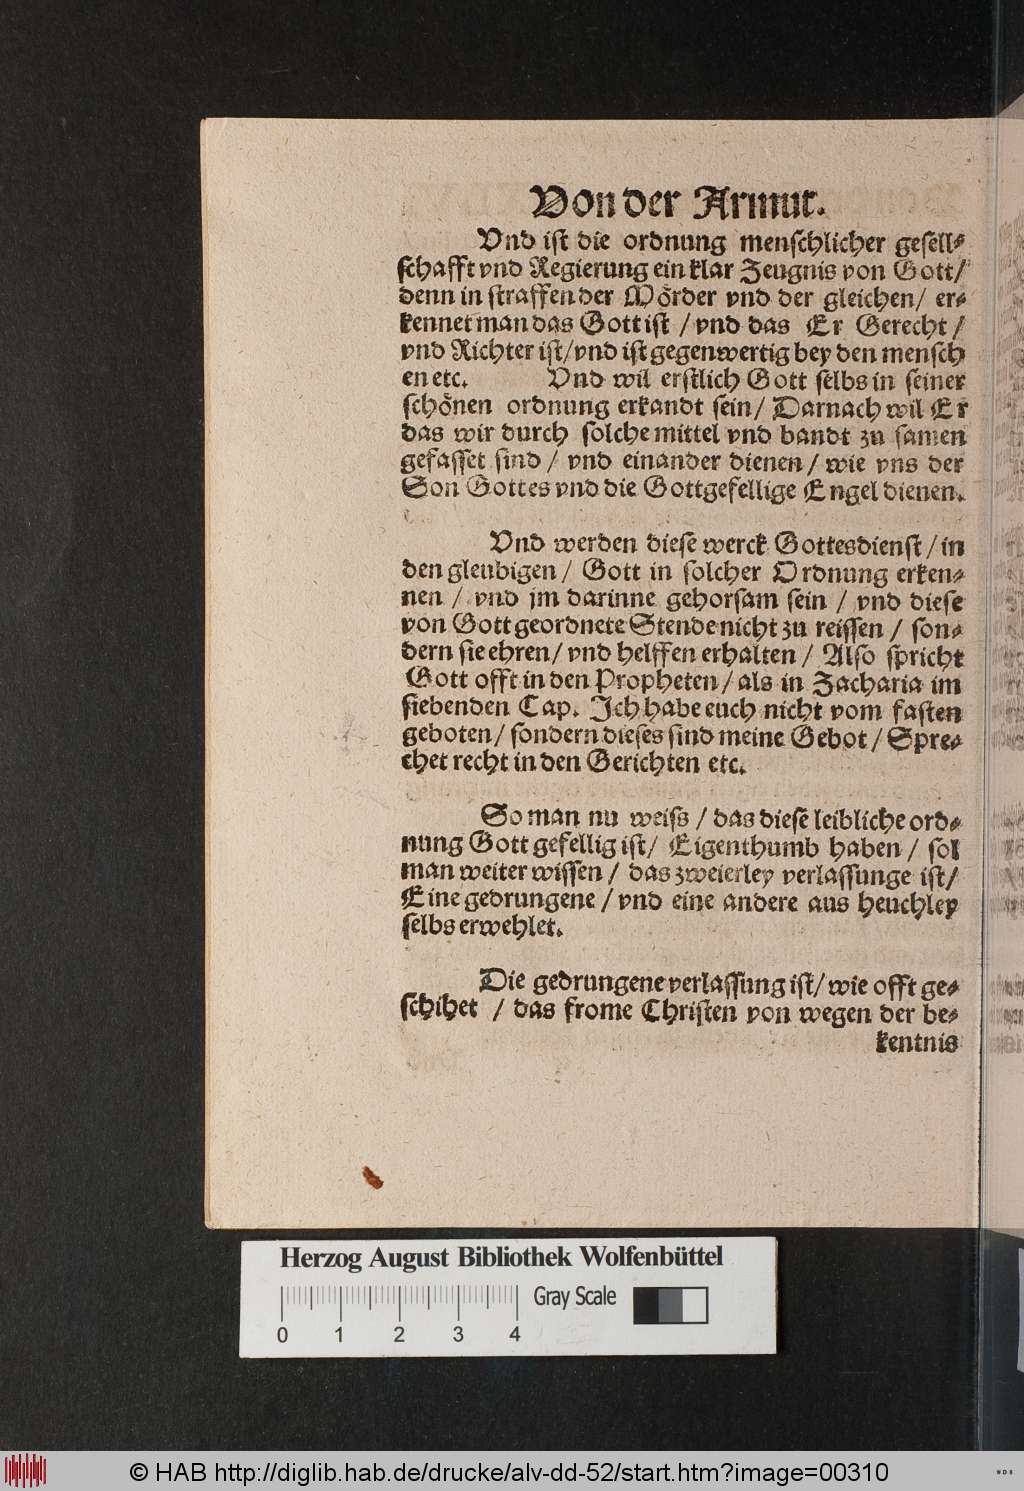 Von der Armut.
Vnd ist die ordnung menschlicher gesell-
schafft vnd Regierung ein klar Zeugnis von Gott/
denn in straffen der Mörder vnd der gleichen/ er-
kennet man das Gott ist / vnd das Er Gerecht /
vnd Richter ist/vnd ist gegenwertig bey den mensch
en etc. Vnd wil erstlich Gott selbs in seiner
schönen ordnung erkandt sein/ Darnach wil Er
das wir durch solche mittel vnd bandt zu samen
gefasset sind / vnd einander dienen / wie vns der
Son Gottes vnd die Gottgefellige Engel dienen.
Vnd werden diese werck Gottesdienst / in
den gleubigen / Gott in solcher Ordnung erken-
nen / vnd jm darinne gehorsam sein / vnd diese
von Gott geordnete Stende nicht zu reissen / son-
dern sie ehren/ vnd helffen erhalten / Also spricht
Gott offt in den Propheten / als in Zacharia im
siebenden Cap. Ich habe euch nicht vom fasten
geboten / sondern dieses sind meine Gebot / Spre-
chet recht in den Gerichten etc.
So man nu weiss / das diese leibliche ord-
nung Gott gefellig ist/ Eigenthumb haben / sol
man weiter wissen / das zweierley verlassunge ist/
Eine gedrungene / vnd eine andere aus heuchley
selbs erwehlet.
Die gedrungene verlassung ist/ wie offt ge-
schihet / das frome Christen von wegen der be-
kentnis
Herzog August Bibliothek Wolfenbüttel
Gray Scale
0 1 2 3 4
© HAB http://diglib.hab.de/drucke/alv-dd-52/start.htm?image=00310